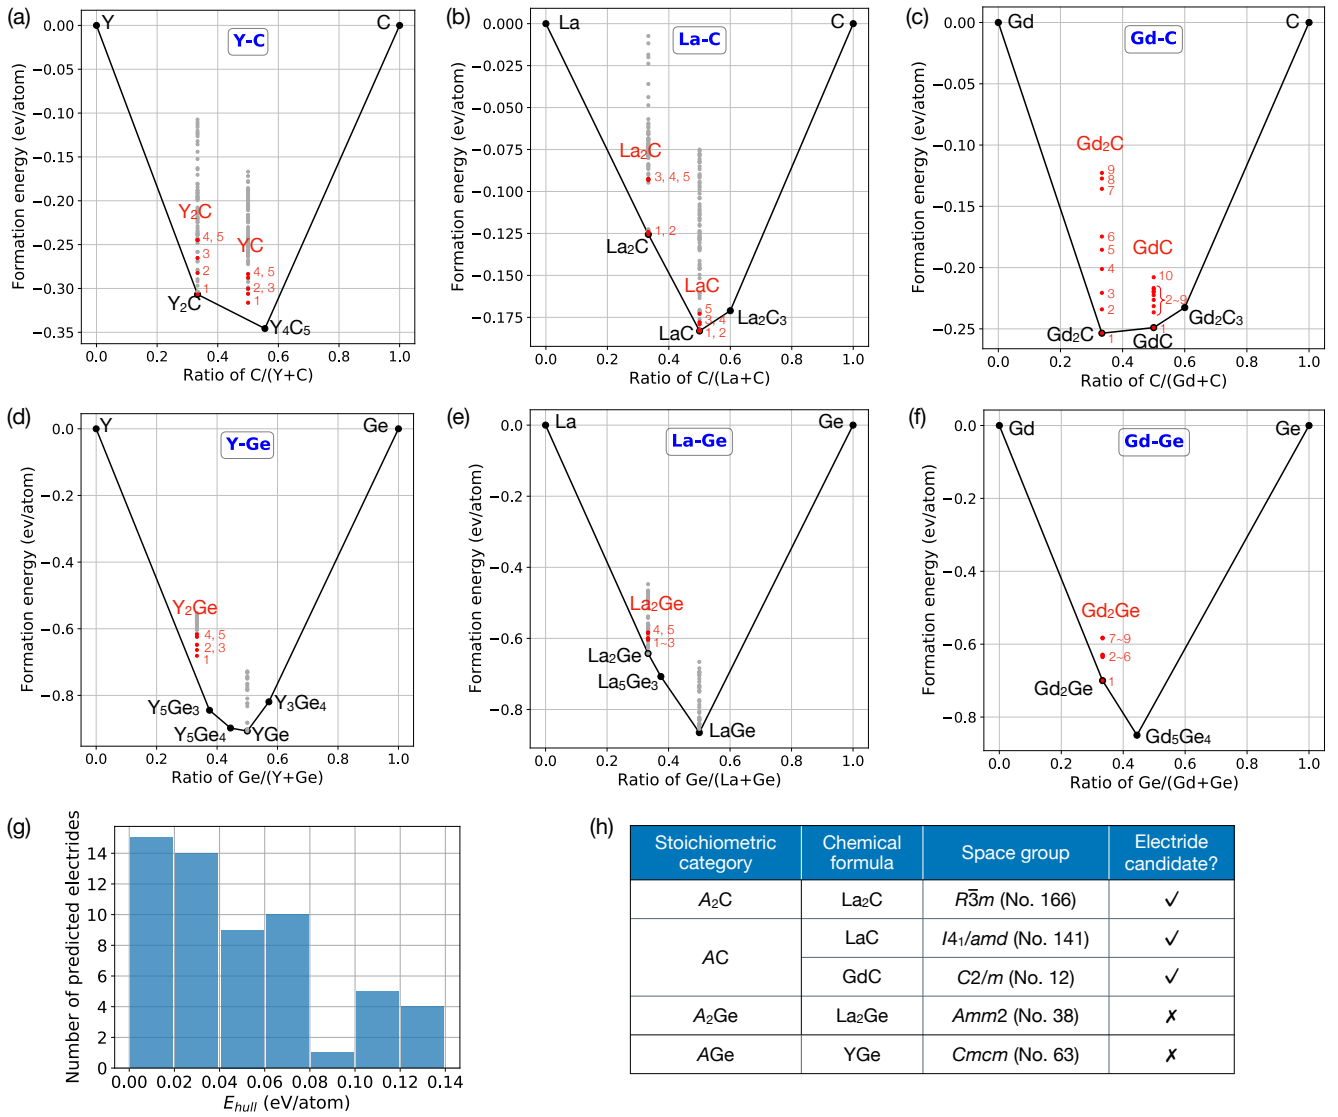 (a)
Y
C
Y-C
Y₂C
YC
4, 5
3
2
1
4, 5
2, 3
1
Y₂C
Y₄C₅
0.00
−0.05
−0.10
−0.15
−0.20
−0.25
−0.30
−0.35
0.0 0.2 0.4 0.6 0.8 1.0
Formation energy (ev/atom)
Ratio of C/(Y+C)
(b)
La
C
La-C
La₂C
3, 4, 5
1, 2
La₂C
LaC
5
3, 4
1, 2
LaC
La₂C₃
0.000
−0.025
−0.050
−0.075
−0.100
−0.125
−0.150
−0.175
0.0 0.2 0.4 0.6 0.8 1.0
Formation energy (ev/atom)
Ratio of C/(La+C)
(c)
Gd
C
Gd-C
Gd₂C
9
8
7
6
5
4
3
2
1
GdC
10
2~9
1
Gd₂C
GdC
Gd₂C₃
0.00
−0.05
−0.10
−0.15
−0.20
−0.25
0.0 0.2 0.4 0.6 0.8 1.0
Formation energy (ev/atom)
Ratio of C/(Gd+C)
(d)
Y
Ge
Y-Ge
Y₂Ge
4, 5
2, 3
1
Y₅Ge₃
Y₅Ge₄
YGe
Y₃Ge₄
0.0
−0.2
−0.4
−0.6
−0.8
0.0 0.2 0.4 0.6 0.8 1.0
Formation energy (ev/atom)
Ratio of Ge/(Y+Ge)
(e)
La
Ge
La-Ge
La₂Ge
4, 5
1~3
La₂Ge
La₅Ge₃
LaGe
0.0
−0.2
−0.4
−0.6
−0.8
0.0 0.2 0.4 0.6 0.8 1.0
Formation energy (ev/atom)
Ratio of Ge/(La+Ge)
(f)
Gd
Ge
Gd-Ge
Gd₂Ge
7~9
2~6
1
Gd₂Ge
Gd₅Ge₄
0.0
−0.2
−0.4
−0.6
−0.8
0.0 0.2 0.4 0.6 0.8 1.0
Formation energy (ev/atom)
Ratio of Ge/(Gd+Ge)
(g)
Number of predicted electrides
14
12
10
8
6
4
2
0
0.00 0.02 0.04 0.06 0.08 0.10 0.12 0.14
E_hull (eV/atom)
(h)
Stoichiometric category Chemical formula Space group Electride candidate?
A₂C La₂C R3̅m (No. 166) ✓
AC LaC I4₁/amd (No. 141) ✓
GdC C2/m (No. 12) ✓
A₂Ge La₂Ge Amm2 (No. 38) ✗
AGe YGe Cmcm (No. 63) ✗